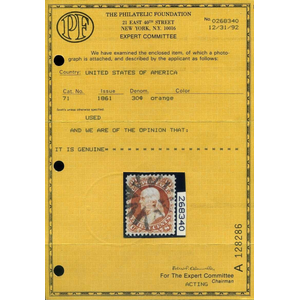 PF
THE PHILATELIC FOUNDATION
21 EAST 40TH STREET
NEW YORK, N.Y. 10016
EXPERT COMMITTEE
No. 0268340
12/31/92
We have examined the enclosed item, of which a photo-
graph is attached, and described by the applicant as follows:
Country: UNITED STATES OF AMERICA
Cat. No. Issue Denom. Color
71 1861 30¢ orange
USED
AND WE ARE OF THE OPINION THAT:
IT IS GENUINE
268340
A 128286
For The Expert Committee
ACTING Chairman